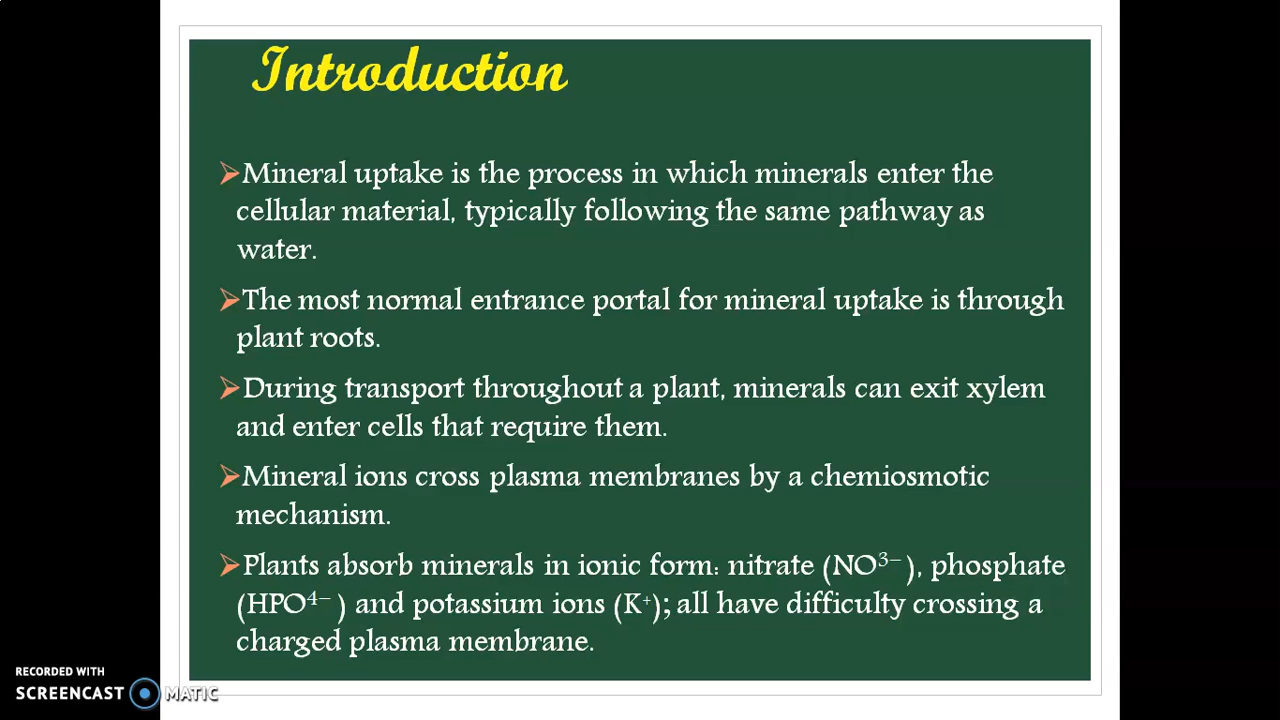 Introduction
➢Mineral uptake is the process in which minerals enter the
cellular material, typically following the same pathway as
water.
➢The most normal entrance portal for mineral uptake is through
plant roots.
➢During transport throughout a plant, minerals can exit xylem
and enter cells that require them.
➢Mineral ions cross plasma membranes by a chemiosmotic
mechanism.
➢Plants absorb minerals in ionic form: nitrate (NO³⁻), phosphate
(HPO⁴⁻ ) and potassium ions (K⁺); all have difficulty crossing a
charged plasma membrane.
RECORDED WITH
SCREENCAST MATIC